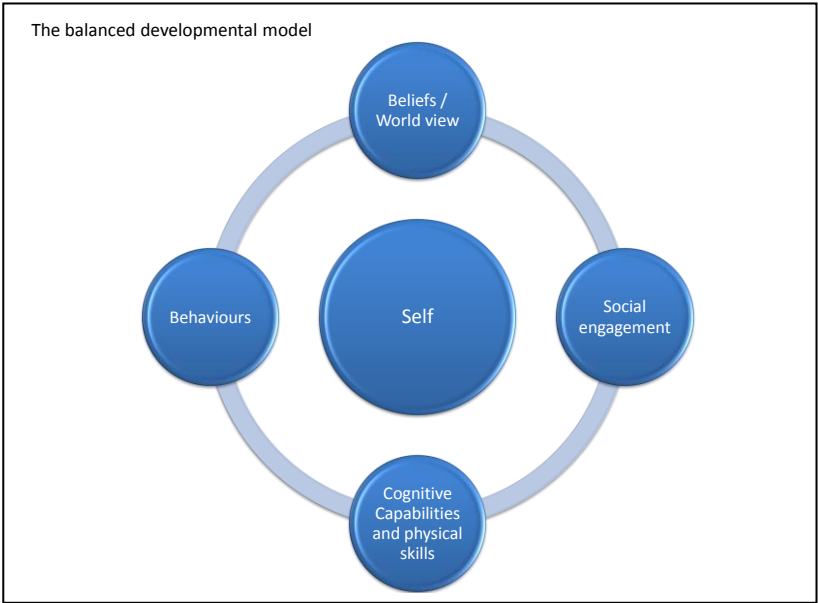 The balanced developmental model
Beliefs /
World view
Behaviours
Self
Social
engagement
Cognitive
Capabilities
and physical
skills